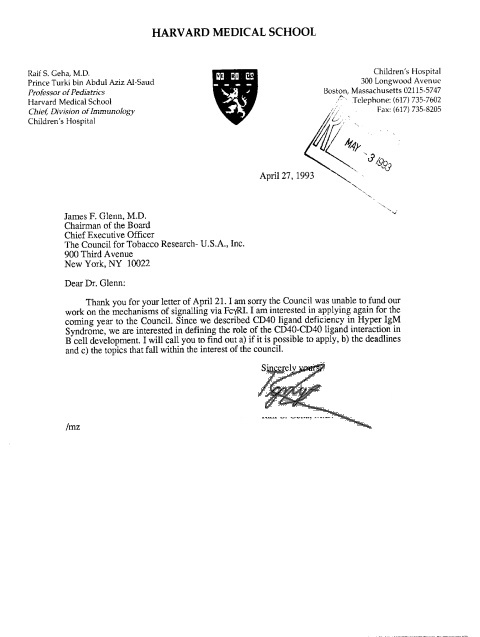 HARVARD MEDICAL SCHOOL
Raif S. Geha, M.D.
Prince Turki bin Abdul Aziz Al-Saud
Professor of Pediatrics
Harvard Medical School
Chief, Division of Immunology
Children's Hospital
Children's Hospital
300 Longwood Avenue
Boston, Massachusetts 02115-5747
Telephone: (617) 735-7602
Fax: (617) 735-8205
MAY - 3 1993
April 27, 1993
James F. Glenn, M.D.
Chairman of the Board
Chief Executive Officer
The Council for Tobacco Research- U.S.A., Inc.
900 Third Avenue
New York, NY 10022
Dear Dr. Glenn:
Thank you for your letter of April 21. I am sorry the Council was unable to fund our
work on the mechanisms of signalling via FcγRI. I am interested in applying again for the
coming year to the Council. Since we described CD40 ligand deficiency in Hyper IgM
Syndrome, we are interested in defining the role of the CD40-CD40 ligand interaction in
B cell development. I will call you to find out a) if it is possible to apply, b) the deadlines
and c) the topics that fall within the interest of the council.
Sincerely yours,
/mz